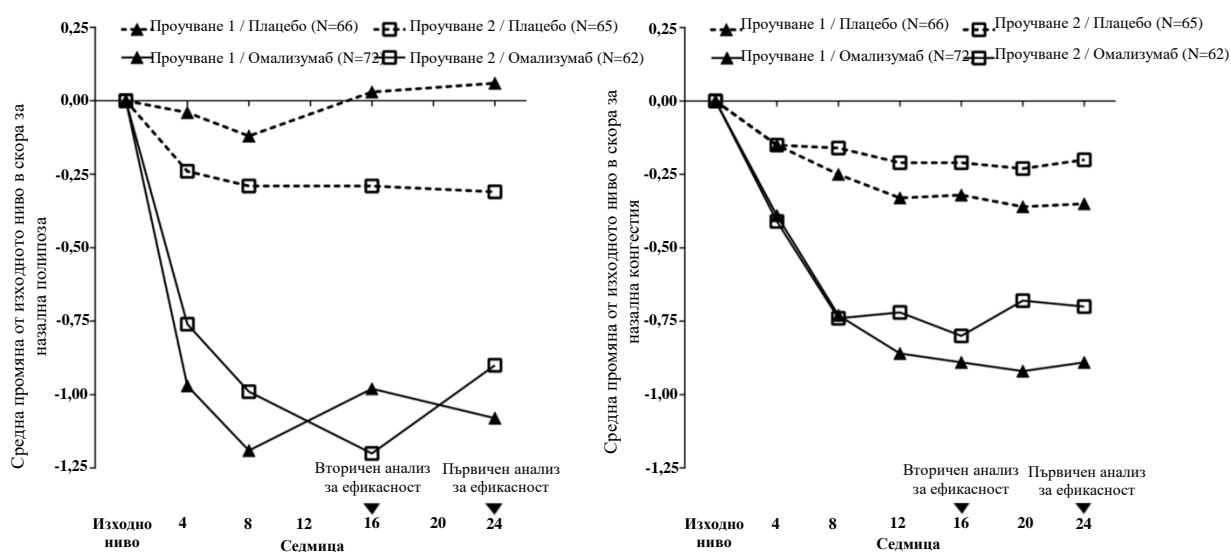 0,25
Проучване 1 / Плацебо (N=66)
Проучване 2 / Плацебо (N=65)
Проучване 1 / Омализумаб (N=72
Проучване 2 / Омализумаб (N=62)
0,00
-0,25
-0,50
-0,75
-1,00
-1,25
Средна промяна от изходното ниво в скора за
назална полипоза
Вторичен анализ
за ефикасност
Първичен анализ
за ефикасност
Изходно
ниво
4 8 12 16 20 24
Седмица
0,25
Проучване 1 / Плацебо (N=66)
Проучване 2 / Плацебо (N=65)
Проучване 1 / Омализумаб (N=72
Проучване 2 / Омализумаб (N=62)
0,00
-0,25
-0,50
-0,75
-1,00
-1,25
Средна промяна от изходното ниво в скора за
назална конгестия
Вторичен анализ
за ефикасност
Първичен анализ
за ефикасност
Изходно
ниво
4 8 12 16 20 24
Седмица